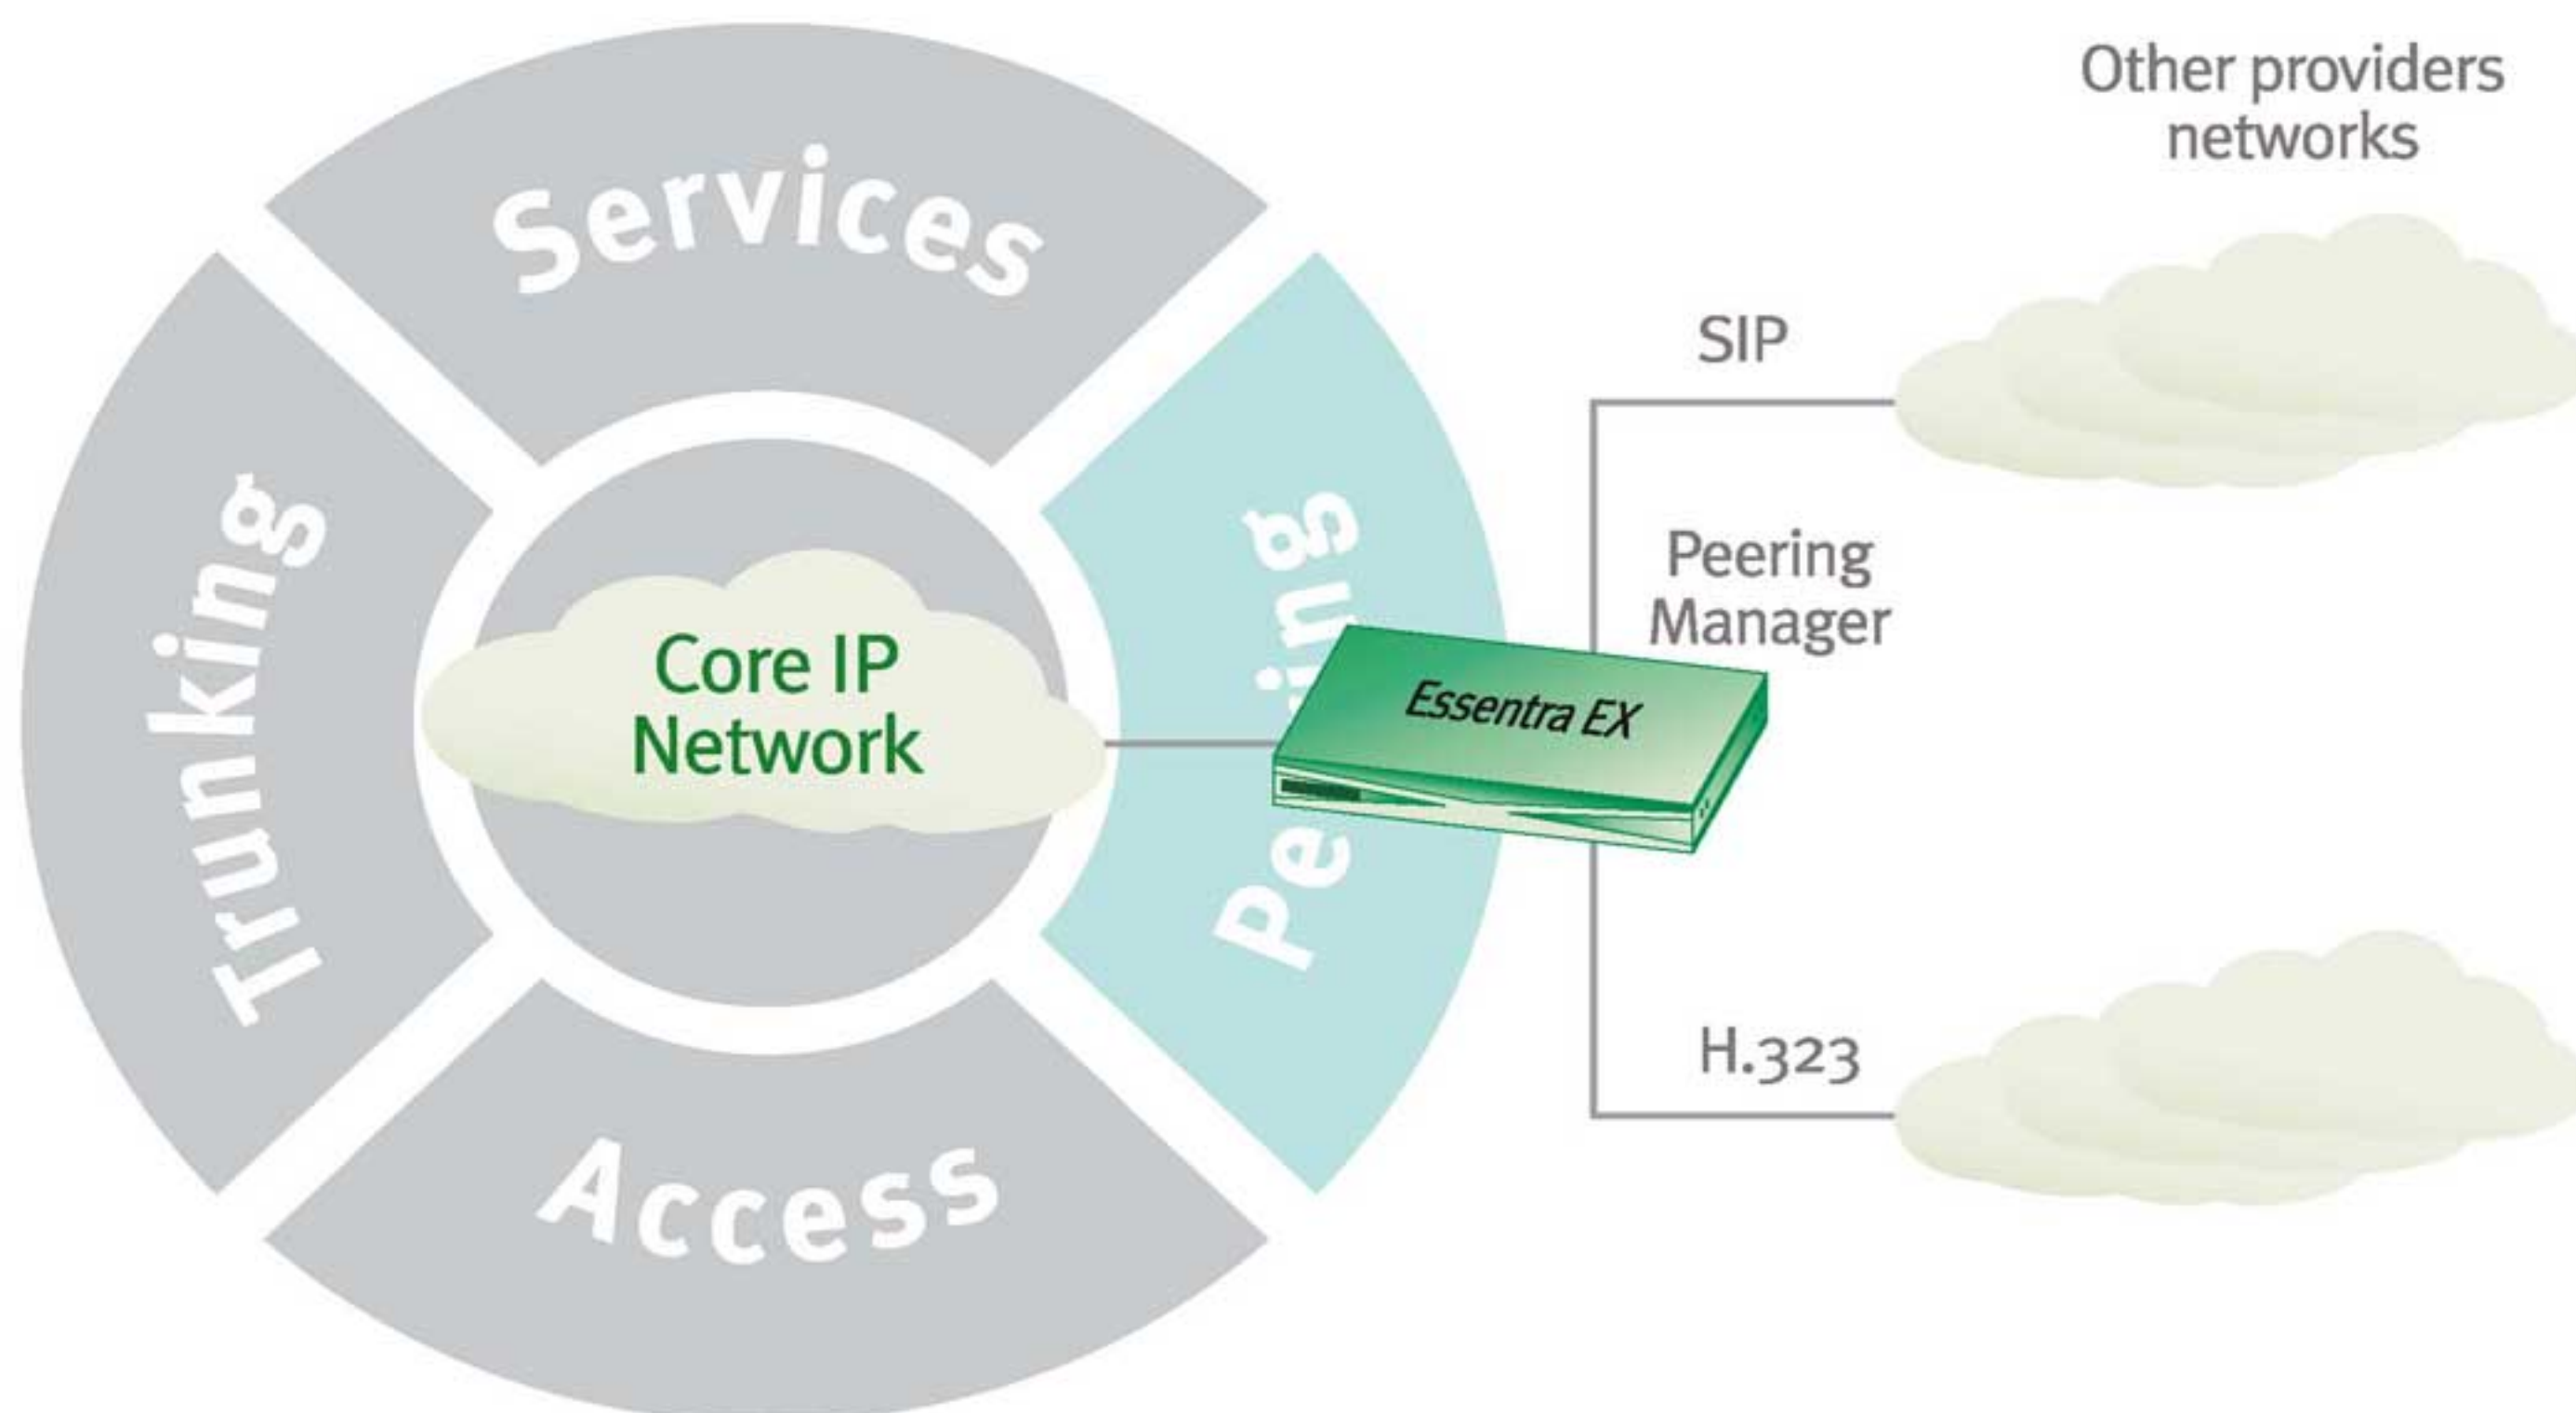 Other providers
networks
Services
SIP
Trunking
Peering
Manager
Core IP
Network
Essentra EX
H.323
Access